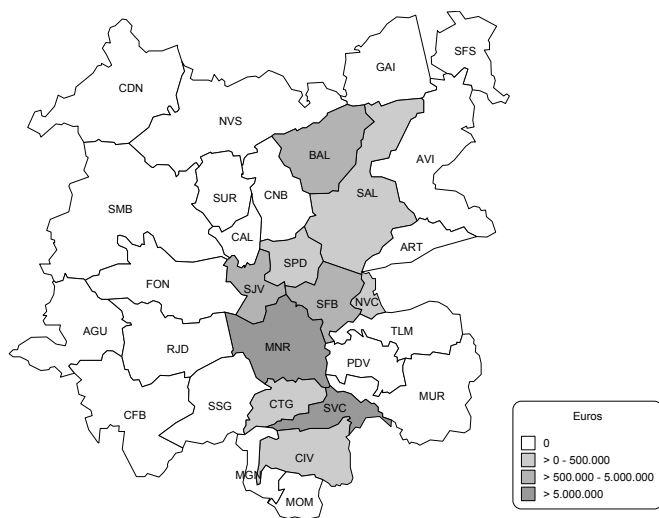 SFS
GAI
CDN
NVS
BAL
AVI
SUR
CNB
SAL
SMB
CAL
ART
SPD
FON
SJV
SFB
NVC
AGU
TLM
RJD
MNR
PDV
MUR
SSG
CTG
SVC
CFB
CIV
MGN
MOM
Euros
0
> 0 - 500.000
> 500.000 - 5.000.000
> 5.000.000